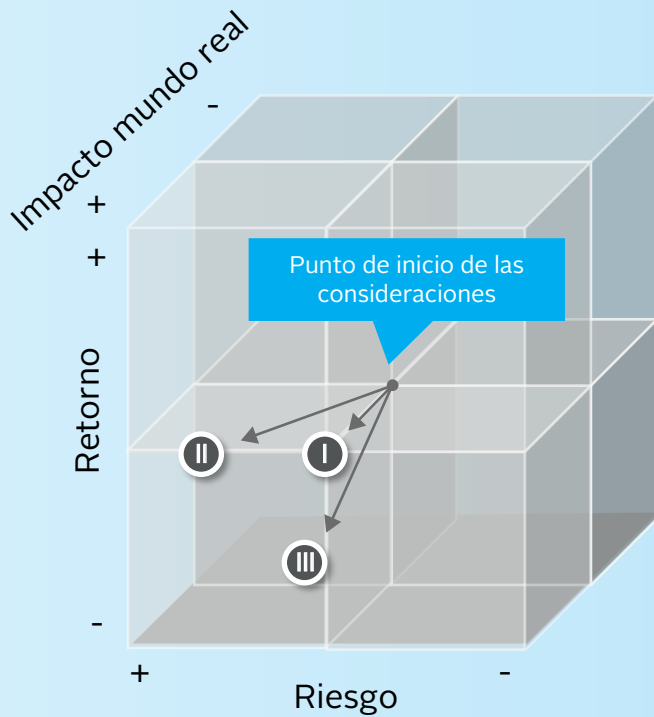 Impacto mundo real
-
+
+
Punto de inicio de las
consideraciones
Retorno
II
I
III
-
+
-
Riesgo